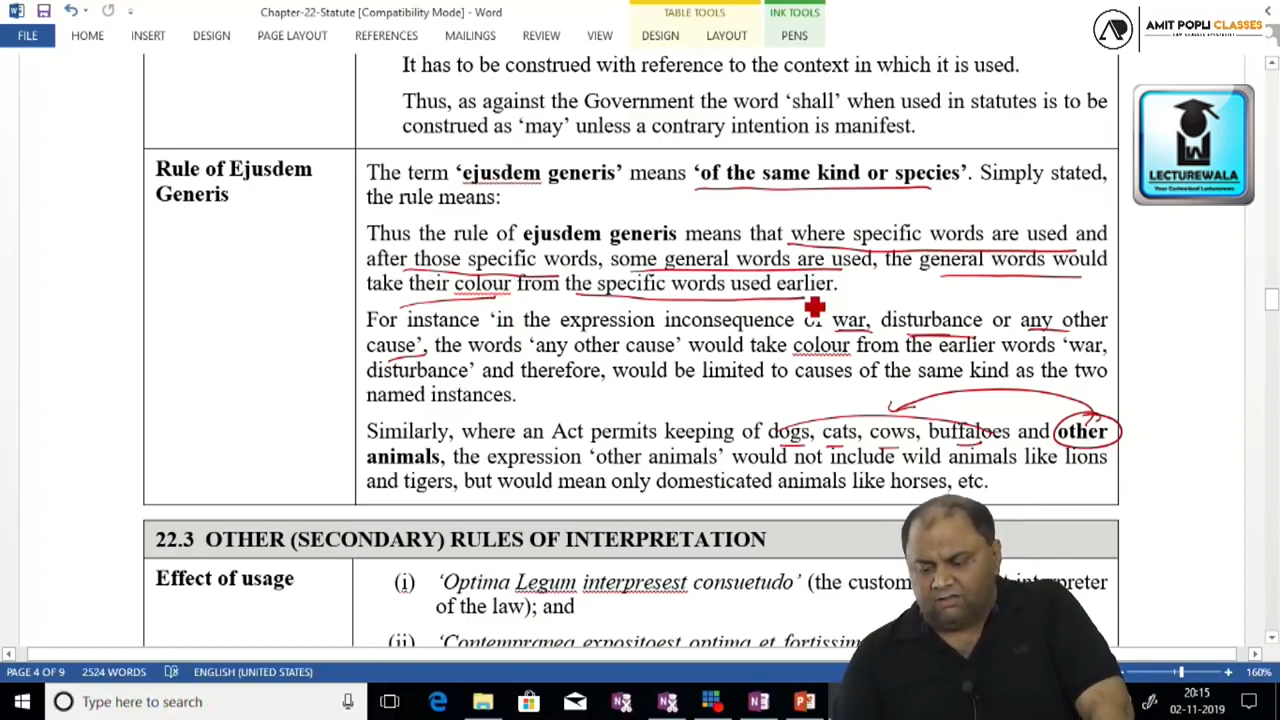 Chapter-22-Statute [Compatibility Mode] - Word
TABLE TOOLS
INK TOOLS
FILE
HOME
INSERT
DESIGN
PAGE LAYOUT
REFERENCES
MAILINGS
REVIEW
VIEW
DESIGN
LAYOUT
PENS
AMIT POPLI CLASSES
LECTUREWALA
It has to be construed with reference to the context in which it is used.
Thus, as against the Government the word ‘shall’ when used in statutes is to be
construed as ‘may’ unless a contrary intention is manifest.
Rule of Ejusdem
Generis
The term ‘ejusdem generis’ means ‘of the same kind or species’. Simply stated,
the rule means:
Thus the rule of ejusdem generis means that where specific words are used and
after those specific words, some general words are used, the general words would
take their colour from the specific words used earlier.
For instance ‘in the expression inconsequence of war, disturbance or any other
cause’, the words ‘any other cause’ would take colour from the earlier words ‘war,
disturbance’ and therefore, would be limited to causes of the same kind as the two
named instances.
Similarly, where an Act permits keeping of dogs, cats, cows, buffaloes and other
animals, the expression ‘other animals’ would not include wild animals like lions
and tigers, but would mean only domesticated animals like horses, etc.
22.3 OTHER (SECONDARY) RULES OF INTERPRETATION
Effect of usage
(i) ‘Optima Legum interpresest consuetudo’ (the custom interpreter
of the law); and
(ii) ‘Contempranea expositoest optima et fortissim
PAGE 4 OF 9
2524 WORDS
ENGLISH (UNITED STATES)
160%
Type here to search
20:15
02-11-2019